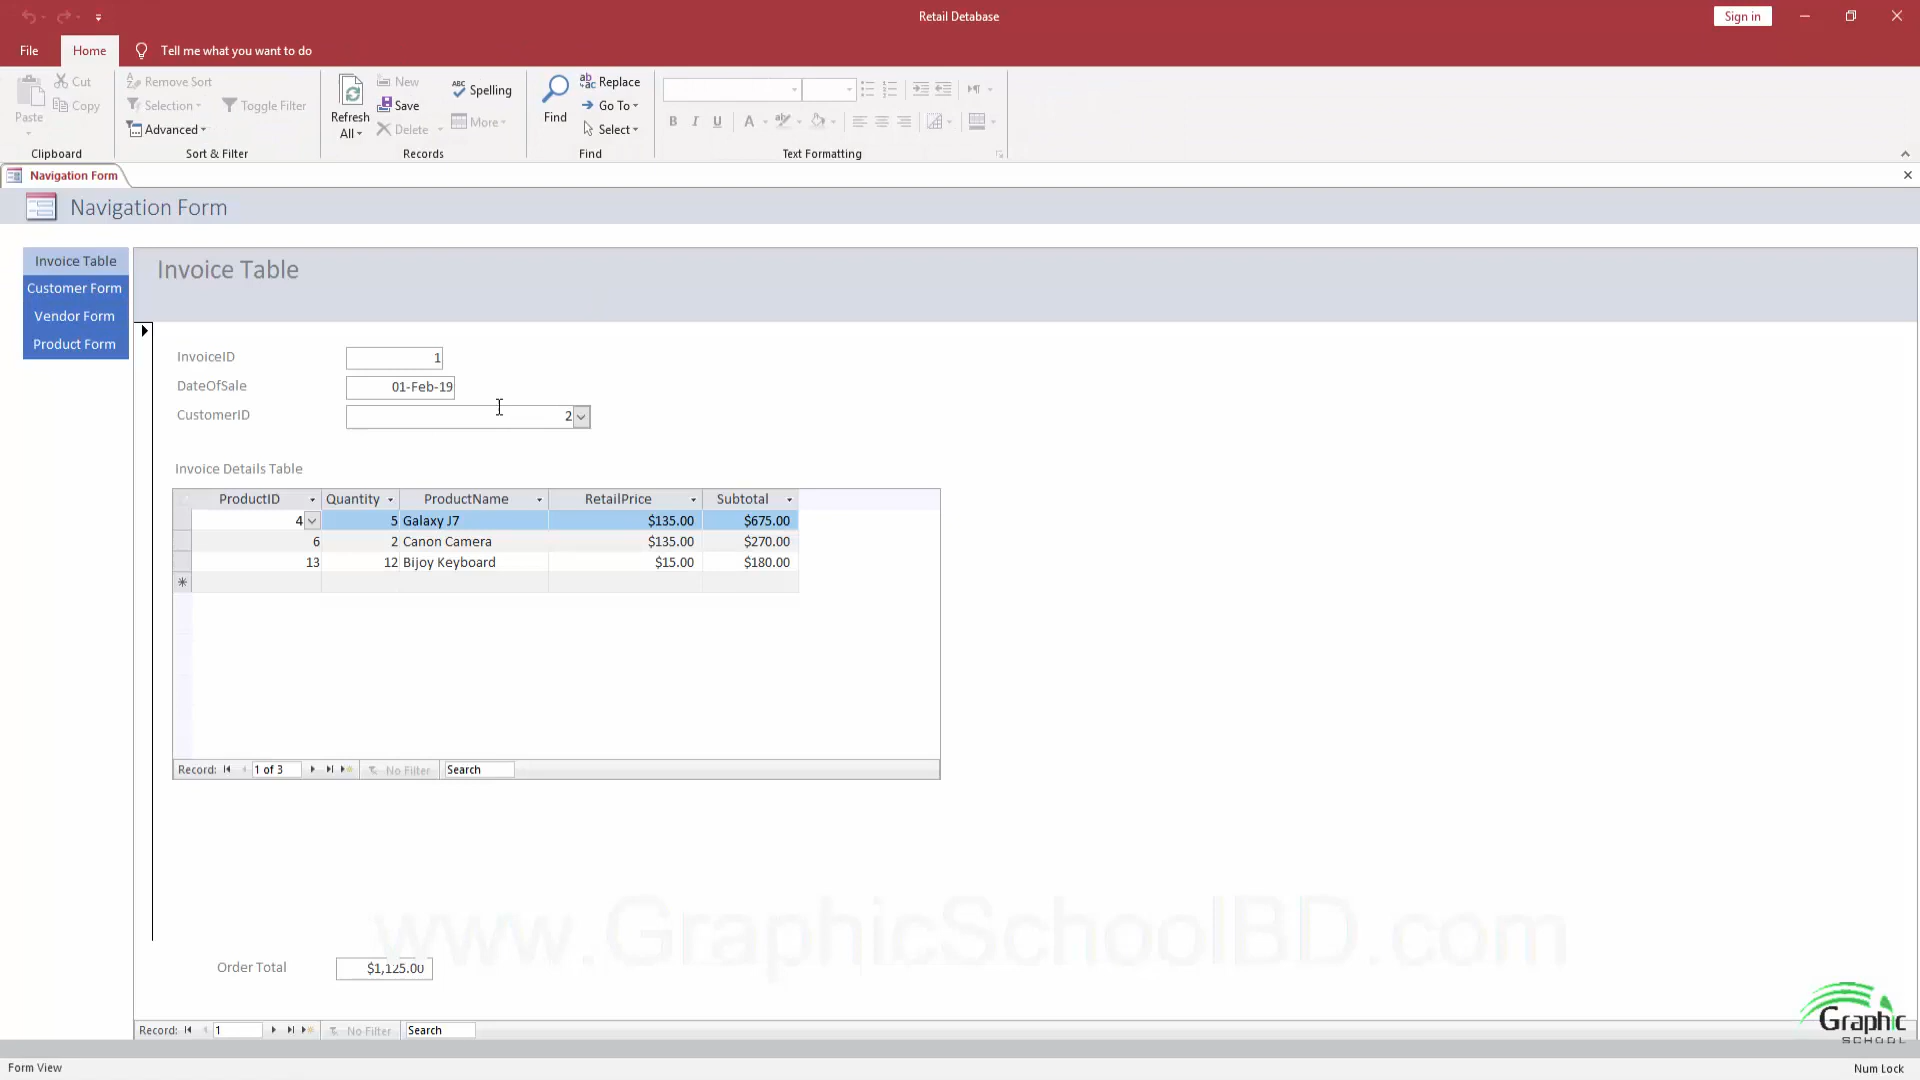 Retail Detabase
Sign in
File
Home
Tell me what you want to do
Paste
Cut
Copy
Clipboard
Remove Sort
Selection
Toggle Filter
Advanced
Sort & Filter
Refresh
All
New
Save
Delete
Spelling
More
Records
Find
Replace
Go To
Select
Find
B I U A
Text Formatting
Navigation Form
Navigation Form
Invoice Table
Customer Form
Vendor Form
Product Form
Invoice Table
InvoiceID 1
DateOfSale 01-Feb-19
CustomerID 2
Invoice Details Table
ProductID Quantity ProductName RetailPrice Subtotal
4 5 Galaxy J7 $135.00 $675.00
6 2 Canon Camera $135.00 $270.00
13 12 Bijoy Keyboard $15.00 $180.00
Record: 1 of 3 No Filter Search
www.GraphicSchoolBD.com
Order Total $1,125.00
Record: 1 No Filter Search
Graphic
SCHOOL
Form View
Num Lock